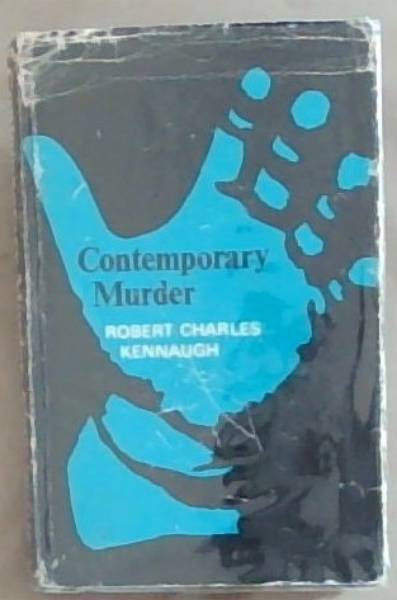 Contemporary
Murder
ROBERT CHARLES
KENNAUGH